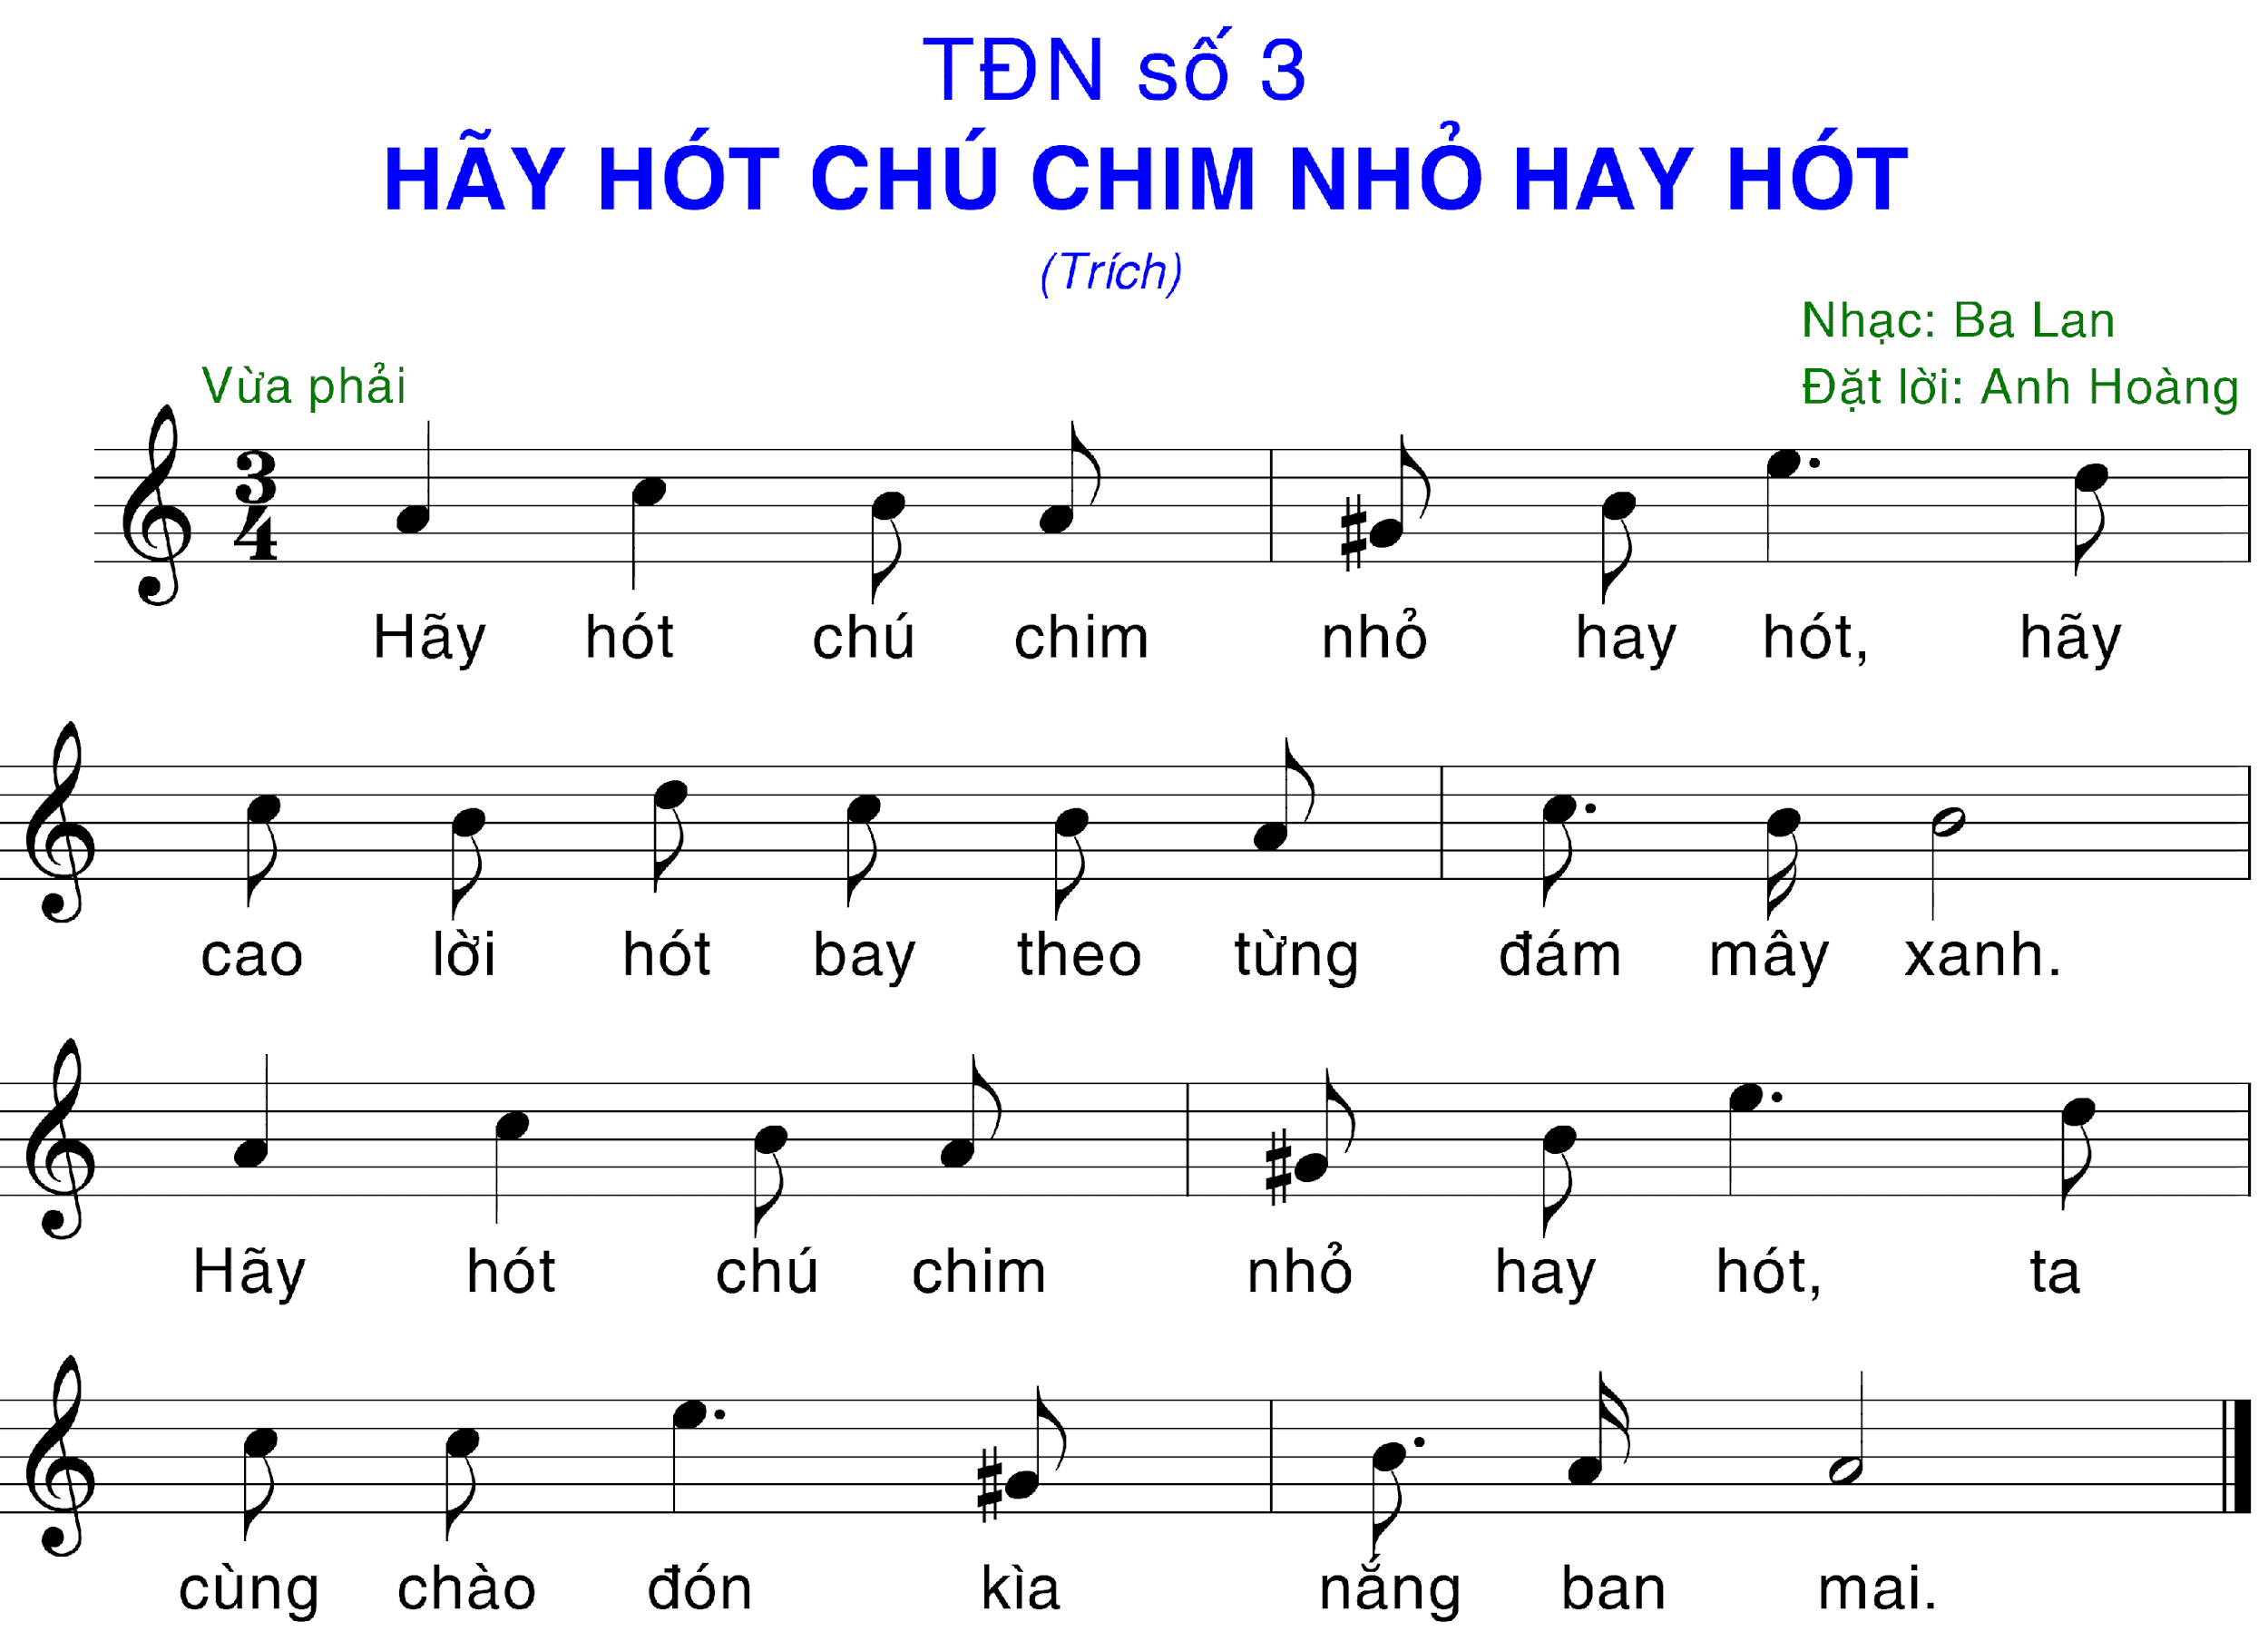 TĐN số 3
HÃY HÓT CHÚ CHIM NHỎ HAY HÓT
(Trích)
Nhạc: Ba Lan
Vừa phải
Đặt lời: Anh Hoàng
3
4
Hãy hót chú chim nhỏ hay hót, hãy
cao lời hót bay theo từng đám mây xanh.
Hãy hót chú chim nhỏ hay hót, ta
cùng chào đón kìa nắng ban mai.